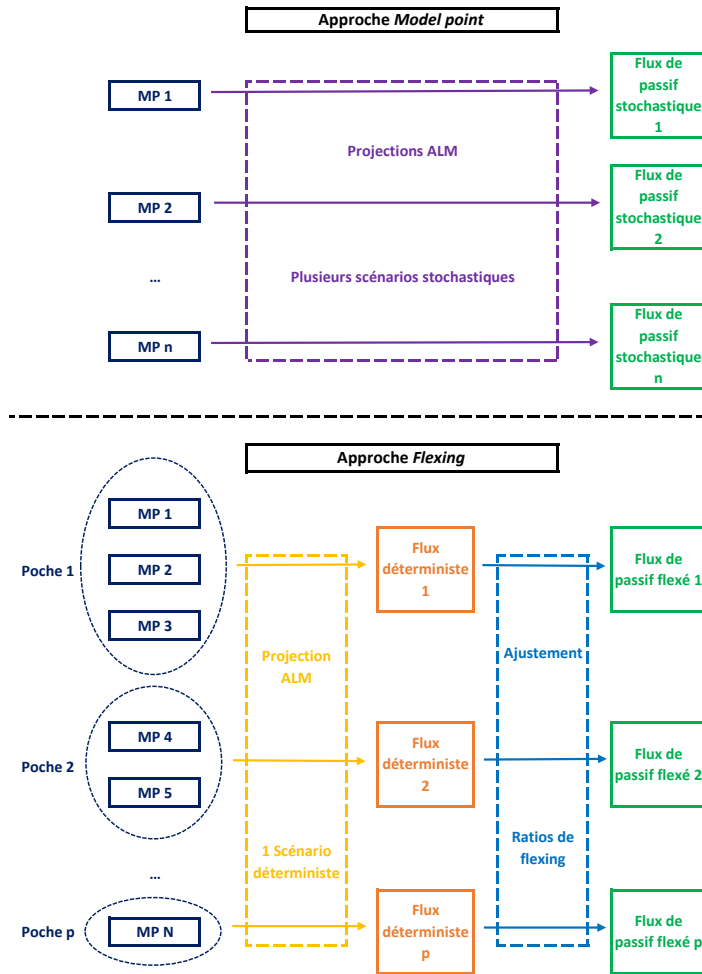 Approche Model point
MP 1
Flux de
passif
stochastique
1
Projections ALM
MP 2
Flux de
passif
stochastique
2
...
Plusieurs scénarios stochastiques
MP n
Flux de
passif
stochastique
n
Approche Flexing
Poche 1
MP 1
MP 2
MP 3
Flux
déterministe
1
Flux de
passif flexé 1
Projection
ALM
Ajustement
Poche 2
MP 4
MP 5
Flux
déterministe
2
Flux de
passif flexé 2
...
1 Scénario
déterministe
Ratios de
flexing
Poche p
MP N
Flux
déterministe
p
Flux de
passif flexé p